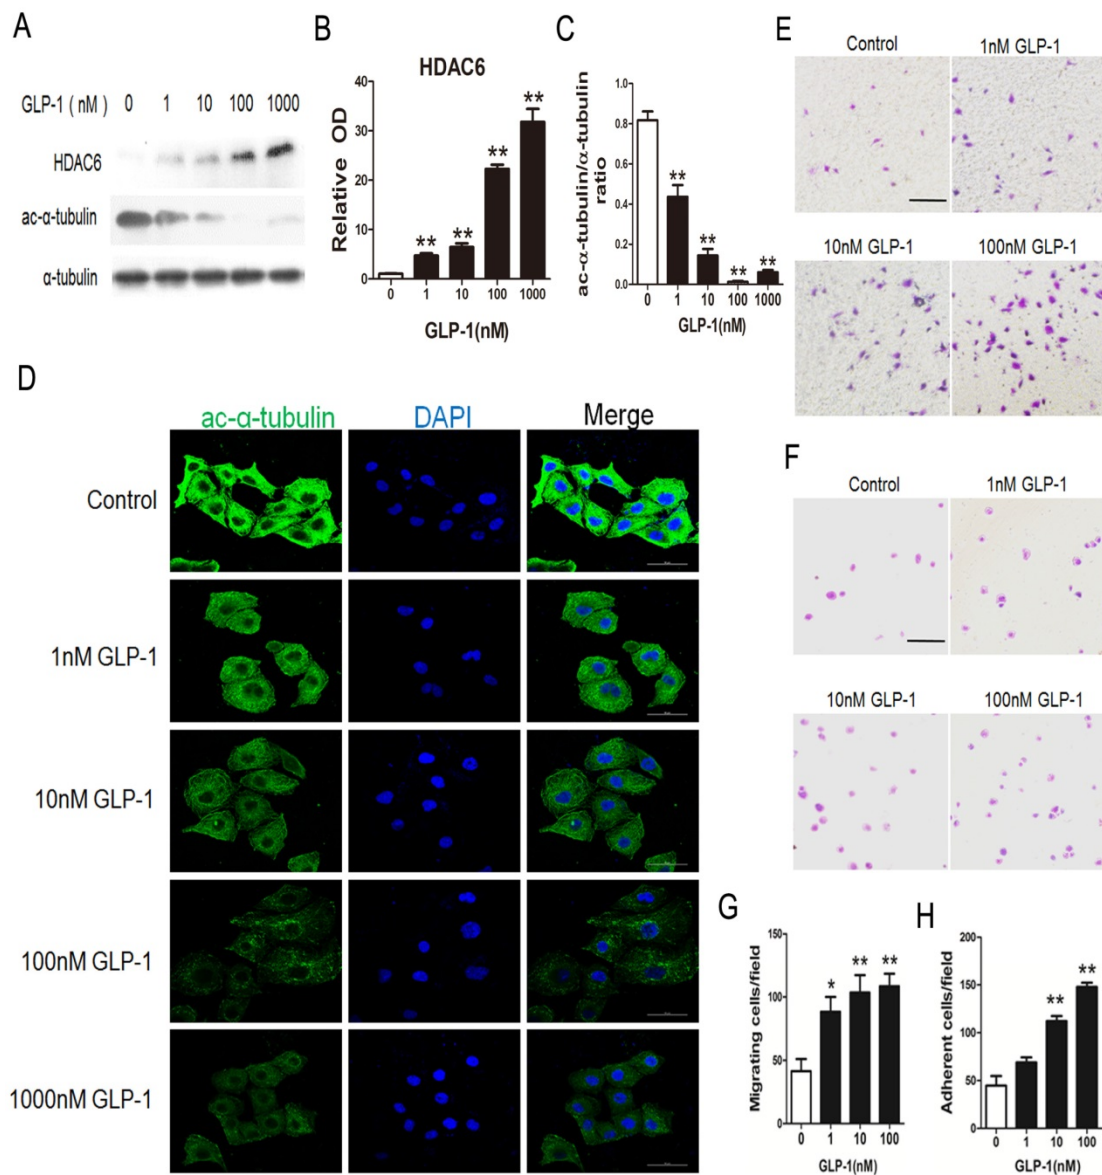 A
GLP-1 ( nM) 0 1 10 100 1000
HDAC6
ac-α-tubulin
α-tubulin
B
HDAC6
Relative OD
40
30
20
10
0
** ** ** **
0 1 10 100 1000
GLP-1(nM)
C
ac-α-tubulin/α-tubulin
ratio
1.0
0.8
0.6
0.4
0.2
0.0
** ** ** **
0 1 10 100 1000
GLP-1(nM)
D
ac-α-tubulin DAPI Merge
Control
1nM GLP-1
10nM GLP-1
100nM GLP-1
1000nM GLP-1
E
Control 1nM GLP-1
10nM GLP-1 100nM GLP-1
F
Control 1nM GLP-1
10nM GLP-1 100nM GLP-1
G
Migrating cells/field
150
100
50
0
* ** **
0 1 10 100
GLP-1(nM)
H
Adherent cells/field
200
150
100
50
0
** **
0 1 10 100
GLP-1(nM)